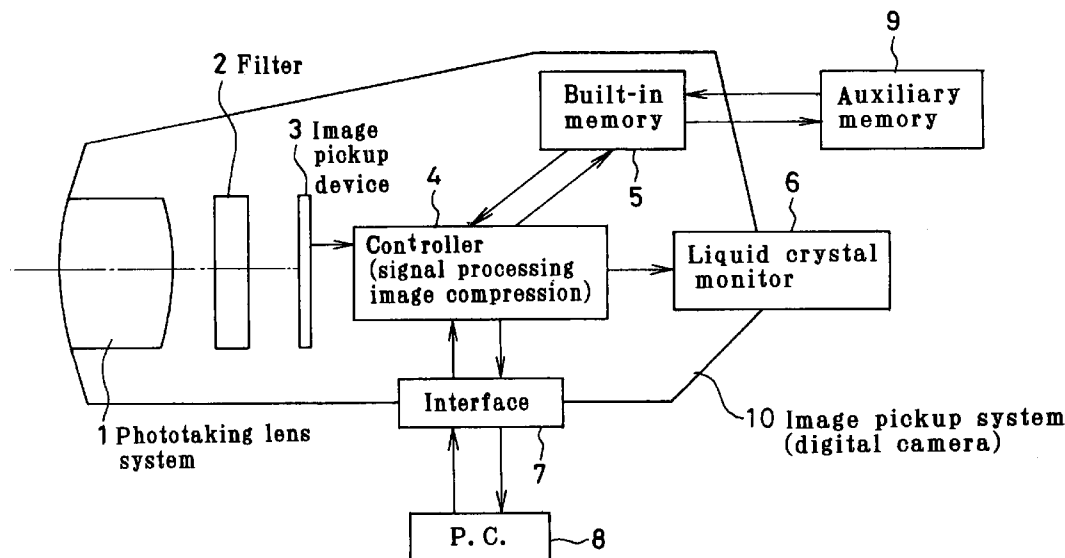 9
2 Filter
Built-in
memory
Auxiliary
memory
3 Image
pickup
device
4
5
6
Controller
(signal processing
image compression)
Liquid crystal
monitor
Interface
1 Phototaking lens
system
7
10 Image pickup system
(digital camera)
P. C.
8